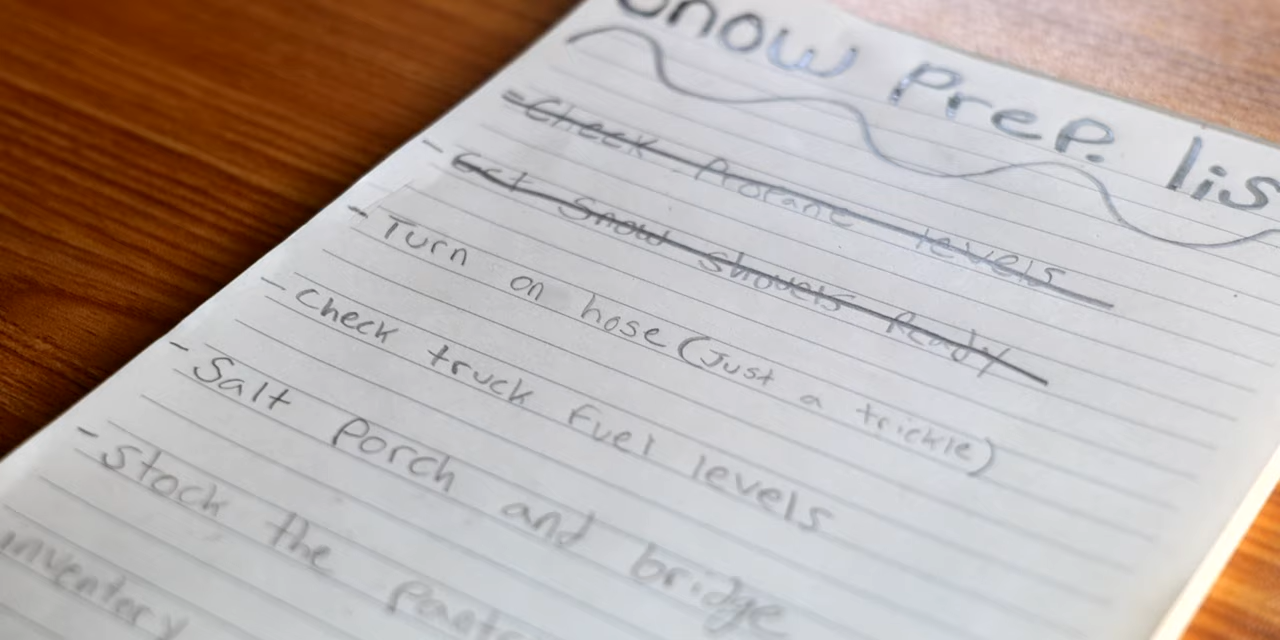 Snow Prep. lis
- Check Propane levels
- Get Snow Shovels Ready
- Turn on hose (Just a trickle)
- Check truck fuel levels
- Salt Porch and bridge
- Stock the Pantr
inventory